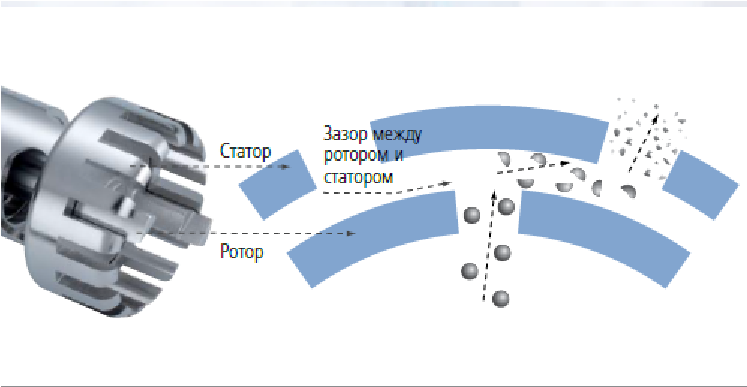 Статор
Зазор между
ротором и
статором
Ротор